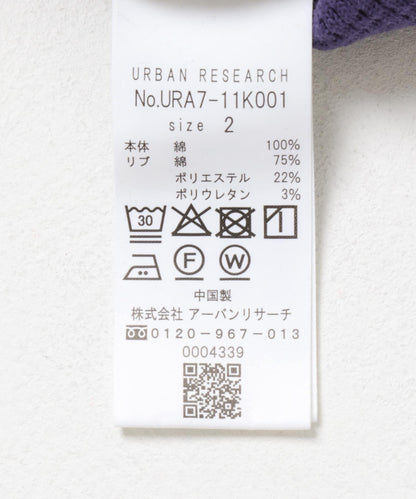 URBAN RESEARCH
No.URA7-11K001
size 2
本体 綿 100%
リブ 綿 75%
ポリエステル 22%
ポリウレタン 3%
30
F W
中国製
株式会社 アーバンリサーチ
0120-967-013
0004339